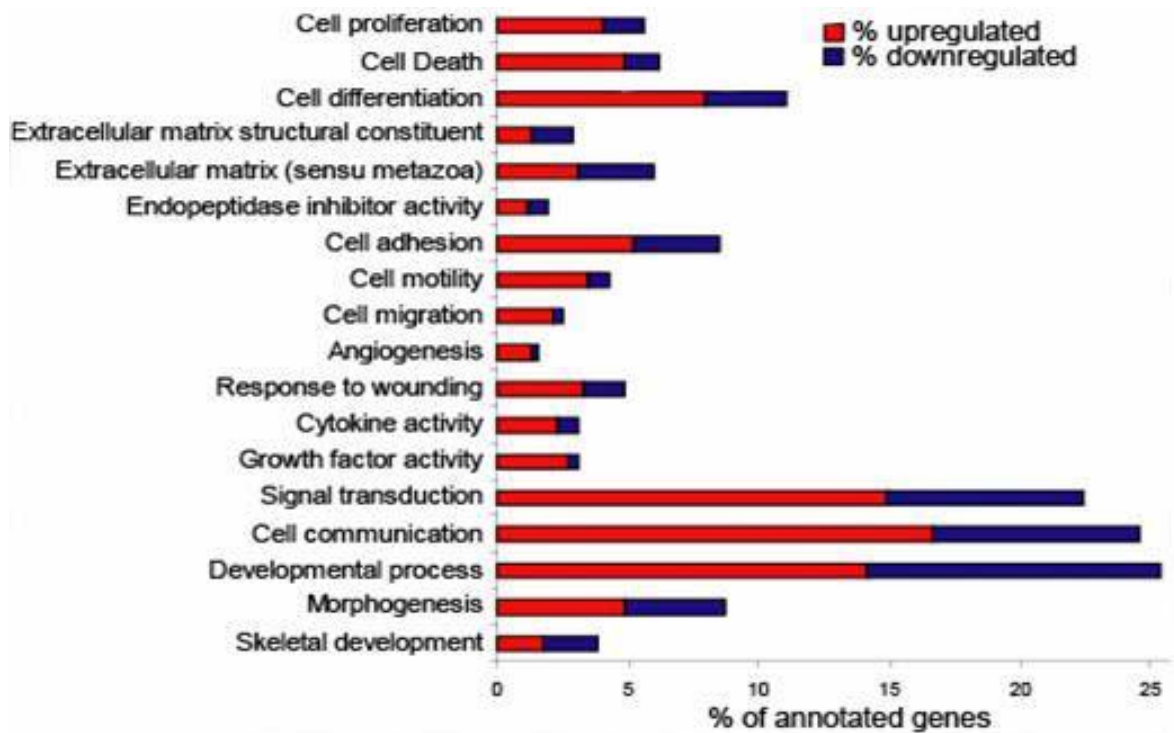 Cell proliferation
% upregulated
% downregulated
Cell Death
Cell differentiation
Extracellular matrix structural constituent
Extracellular matrix (sensu metazoa)
Endopeptidase inhibitor activity
Cell adhesion
Cell motility
Cell migration
Angiogenesis
Response to wounding
Cytokine activity
Growth factor activity
Signal transduction
Cell communication
Developmental process
Morphogenesis
Skeletal development
0 5 10 15 20 25
% of annotated genes